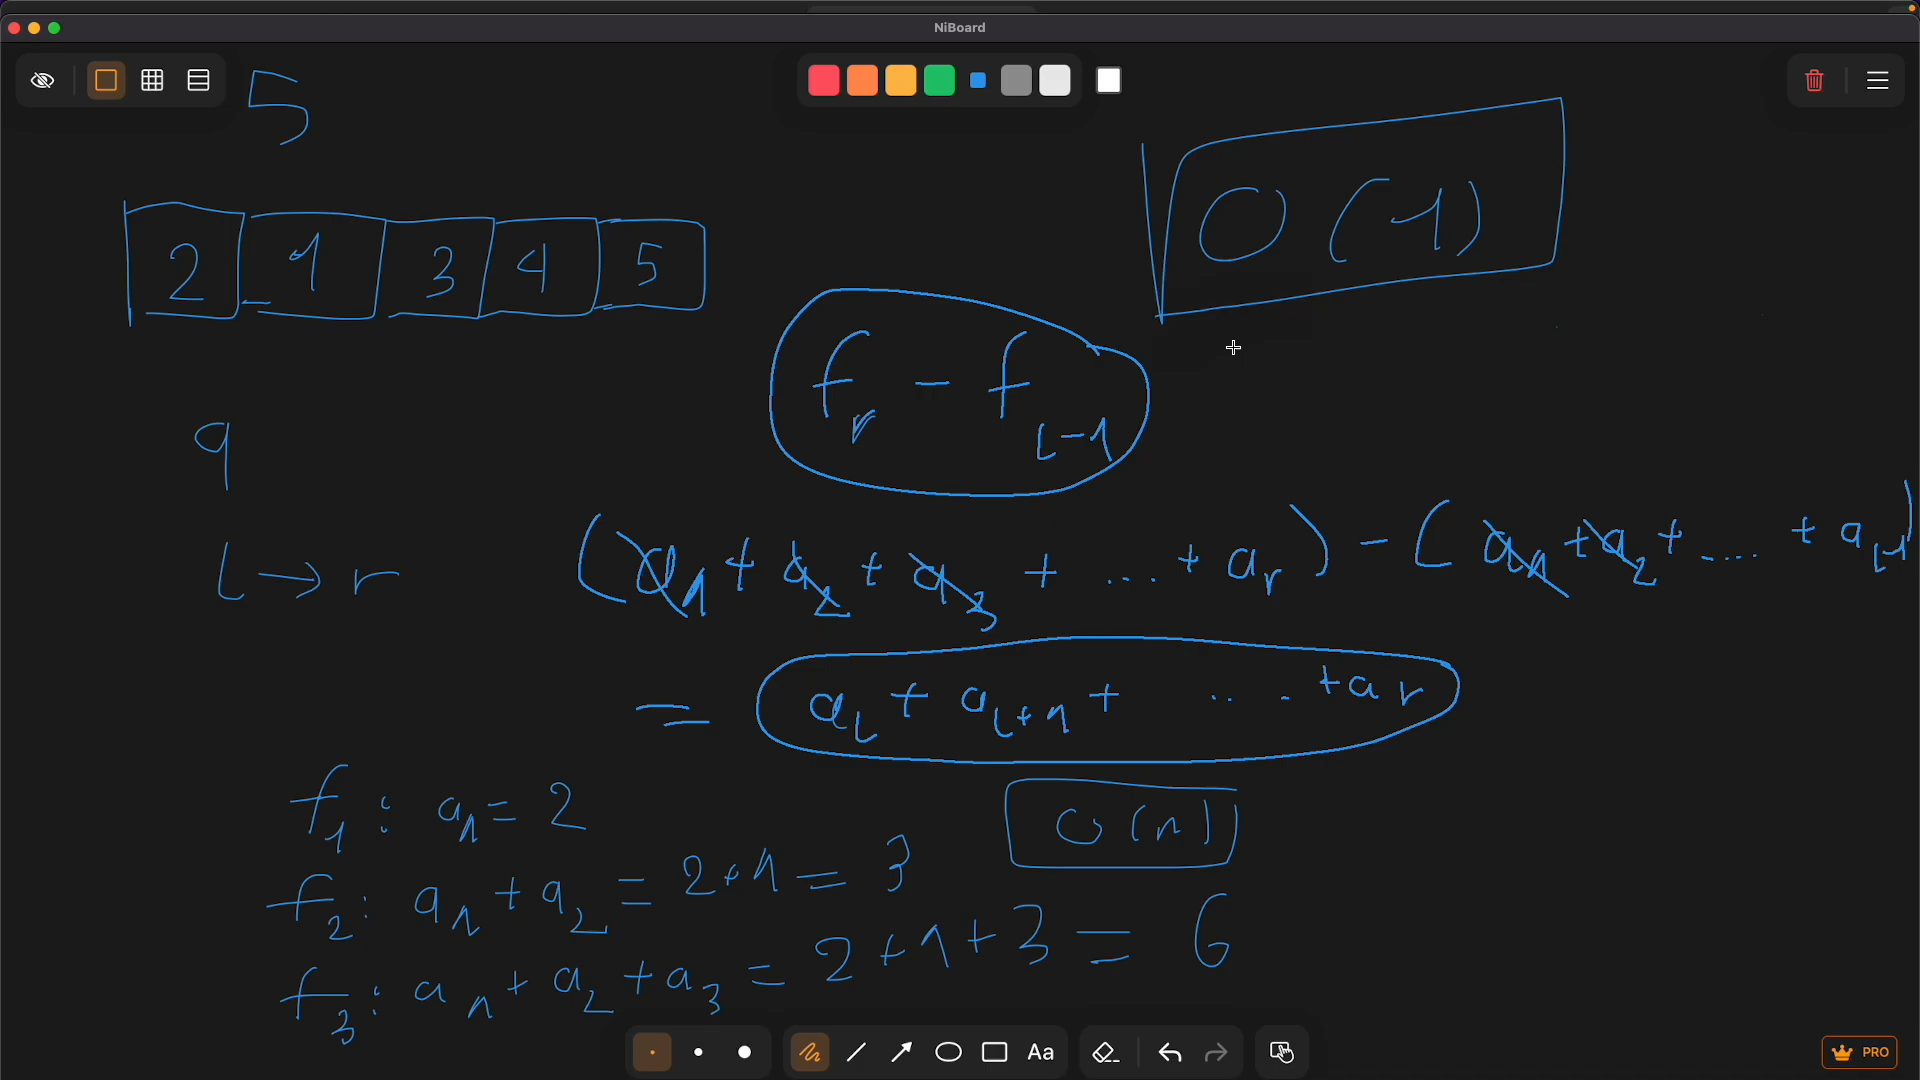 NiBoard
5
O(1)
2 1 3 4 5
f_r - f_{l-1}
q
l → r
(a_1 + a_2 + a_3 + ... + a_r) - (a_1 + a_2 + .... + a_{l-1})
= a_l + a_{l+1} + ... + a_r
f_1: a_1 = 2
O(n)
f_2: a_1 + a_2 = 2+1 = 3
f_3: a_1 + a_2 + a_3 = 2+1+3 = 6
Aa
PRO